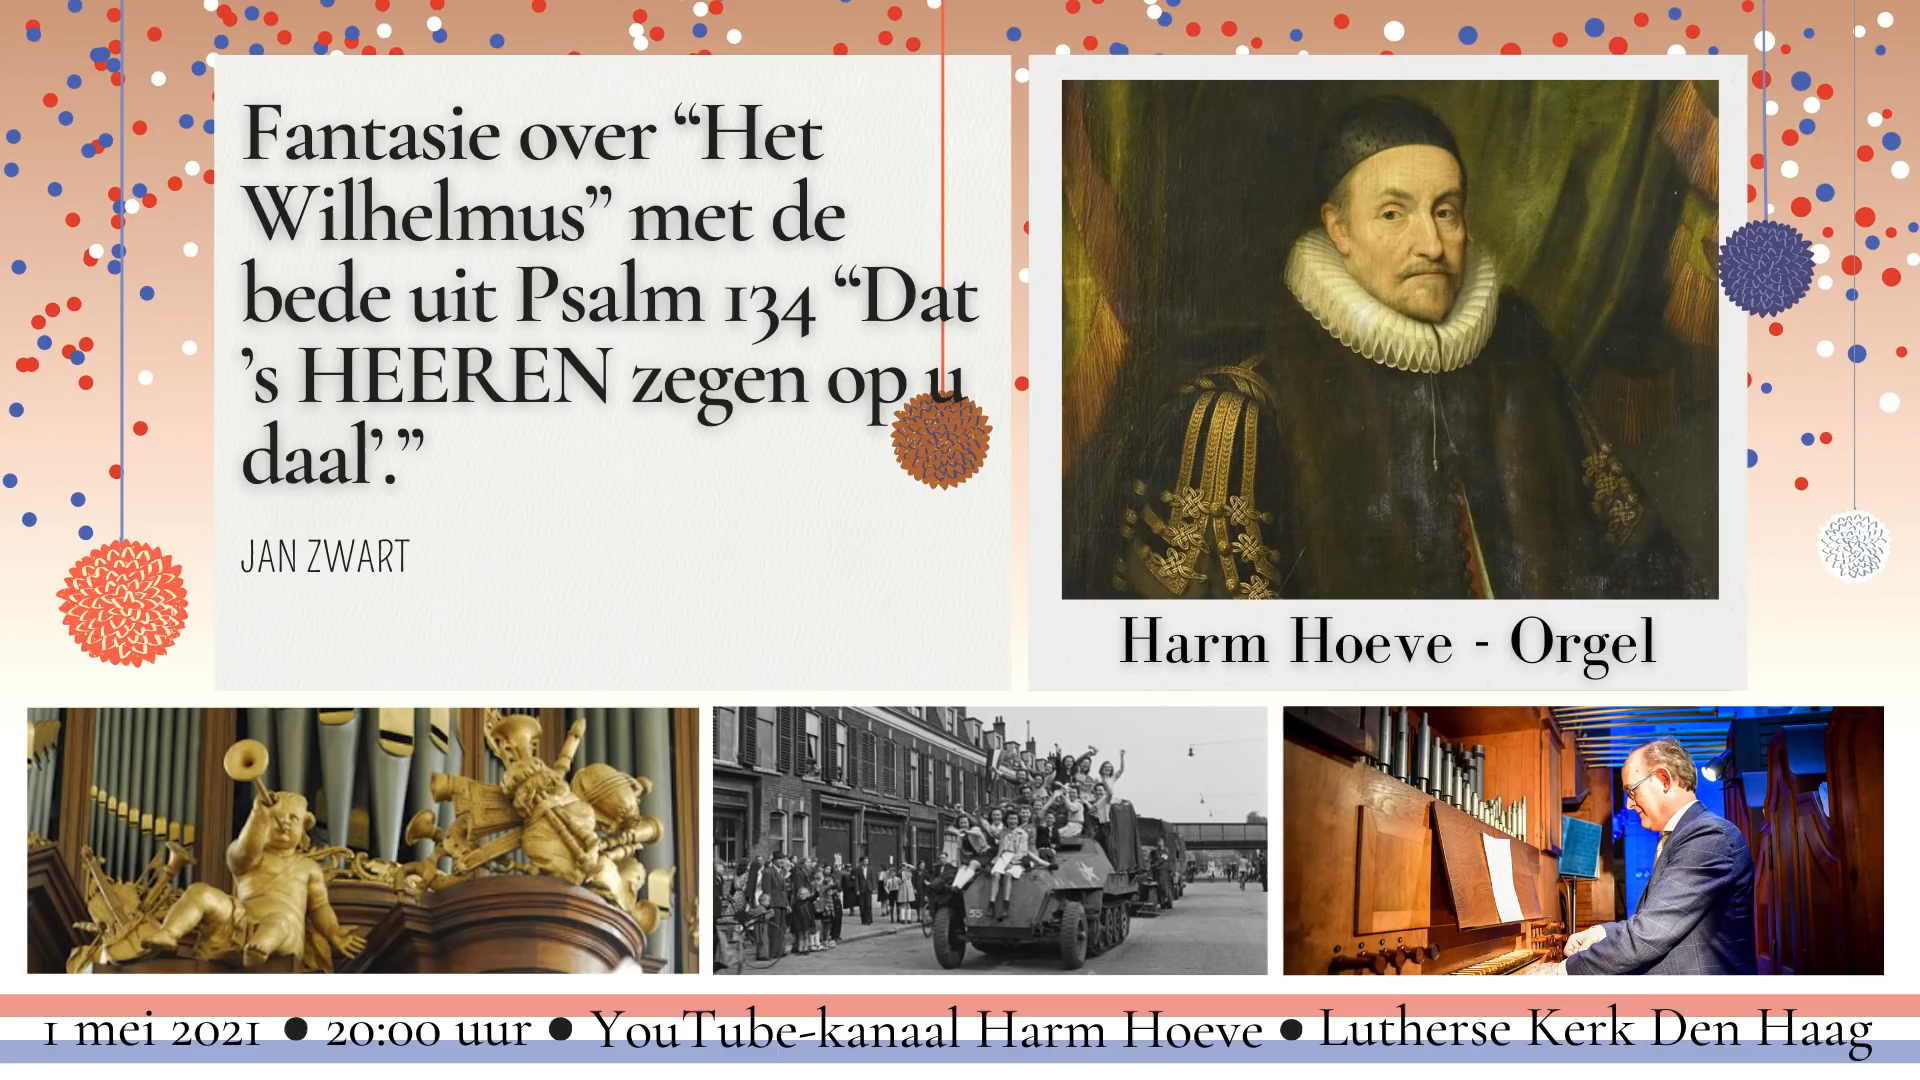 Fantasie over “Het
Wilhelmus” met de
bede uit Psalm 134 “Dat
’s HEEREN zegen op u
daal’.”
JAN ZWART
Harm Hoeve - Orgel
55
1 mei 2021 ● 20:00 uur ● YouTube-kanaal Harm Hoeve ● Lutherse Kerk Den Haag